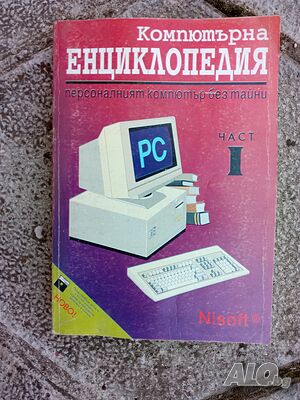 Компютърна
ЕНЦИКЛОПЕДИЯ
персоналният компютър без тайни
ЧАСТ
I
PC
НОВО!
Nisoft ®
ALO.bg